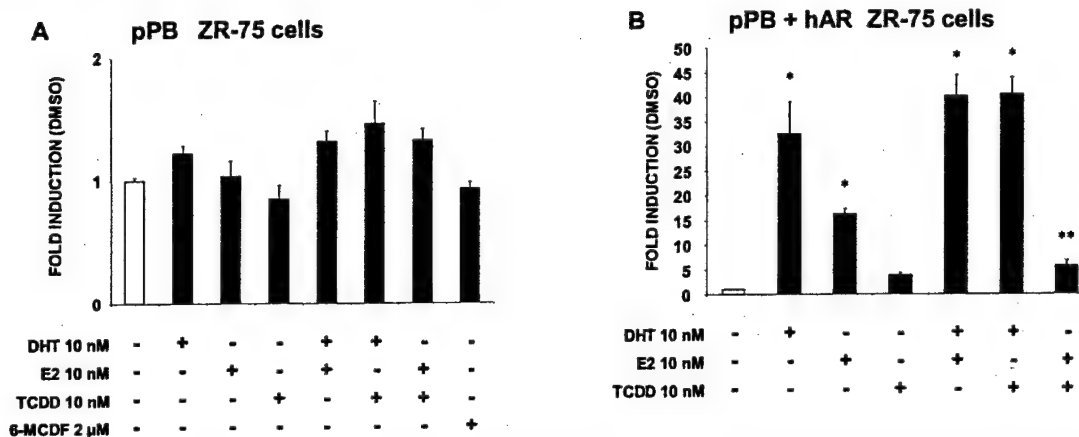 A pPB ZR-75 cells
FOLD INDUCTION (DMSO)
2
1
0
DHT 10 nM - + - - + + - -
E2 10 nM - - + - + - + -
TCDD 10 nM - - - + - + + -
6-MCDF 2 µM - - - - - - - +
B pPB + hAR ZR-75 cells
FOLD INDUCTION (DMSO)
50
45
40
35
30
25
20
15
10
5
0
* * * * **
DHT 10 nM - + - - + + -
E2 10 nM - - + - + - +
TCDD 10 nM - - - + - + +